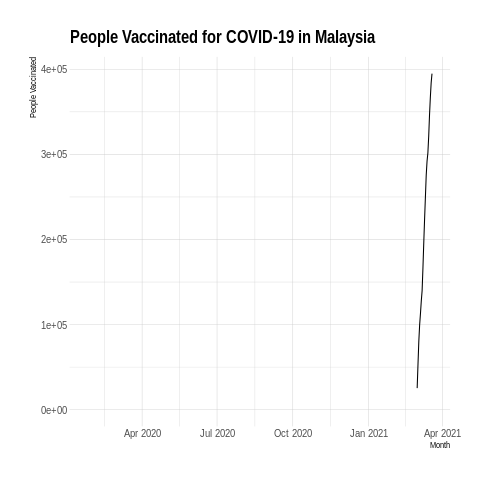 People Vaccinated for COVID-19 in Malaysia
People Vaccinated
4e+05
3e+05
2e+05
1e+05
0e+00
Apr 2020 Jul 2020 Oct 2020 Jan 2021 Apr 2021
Month